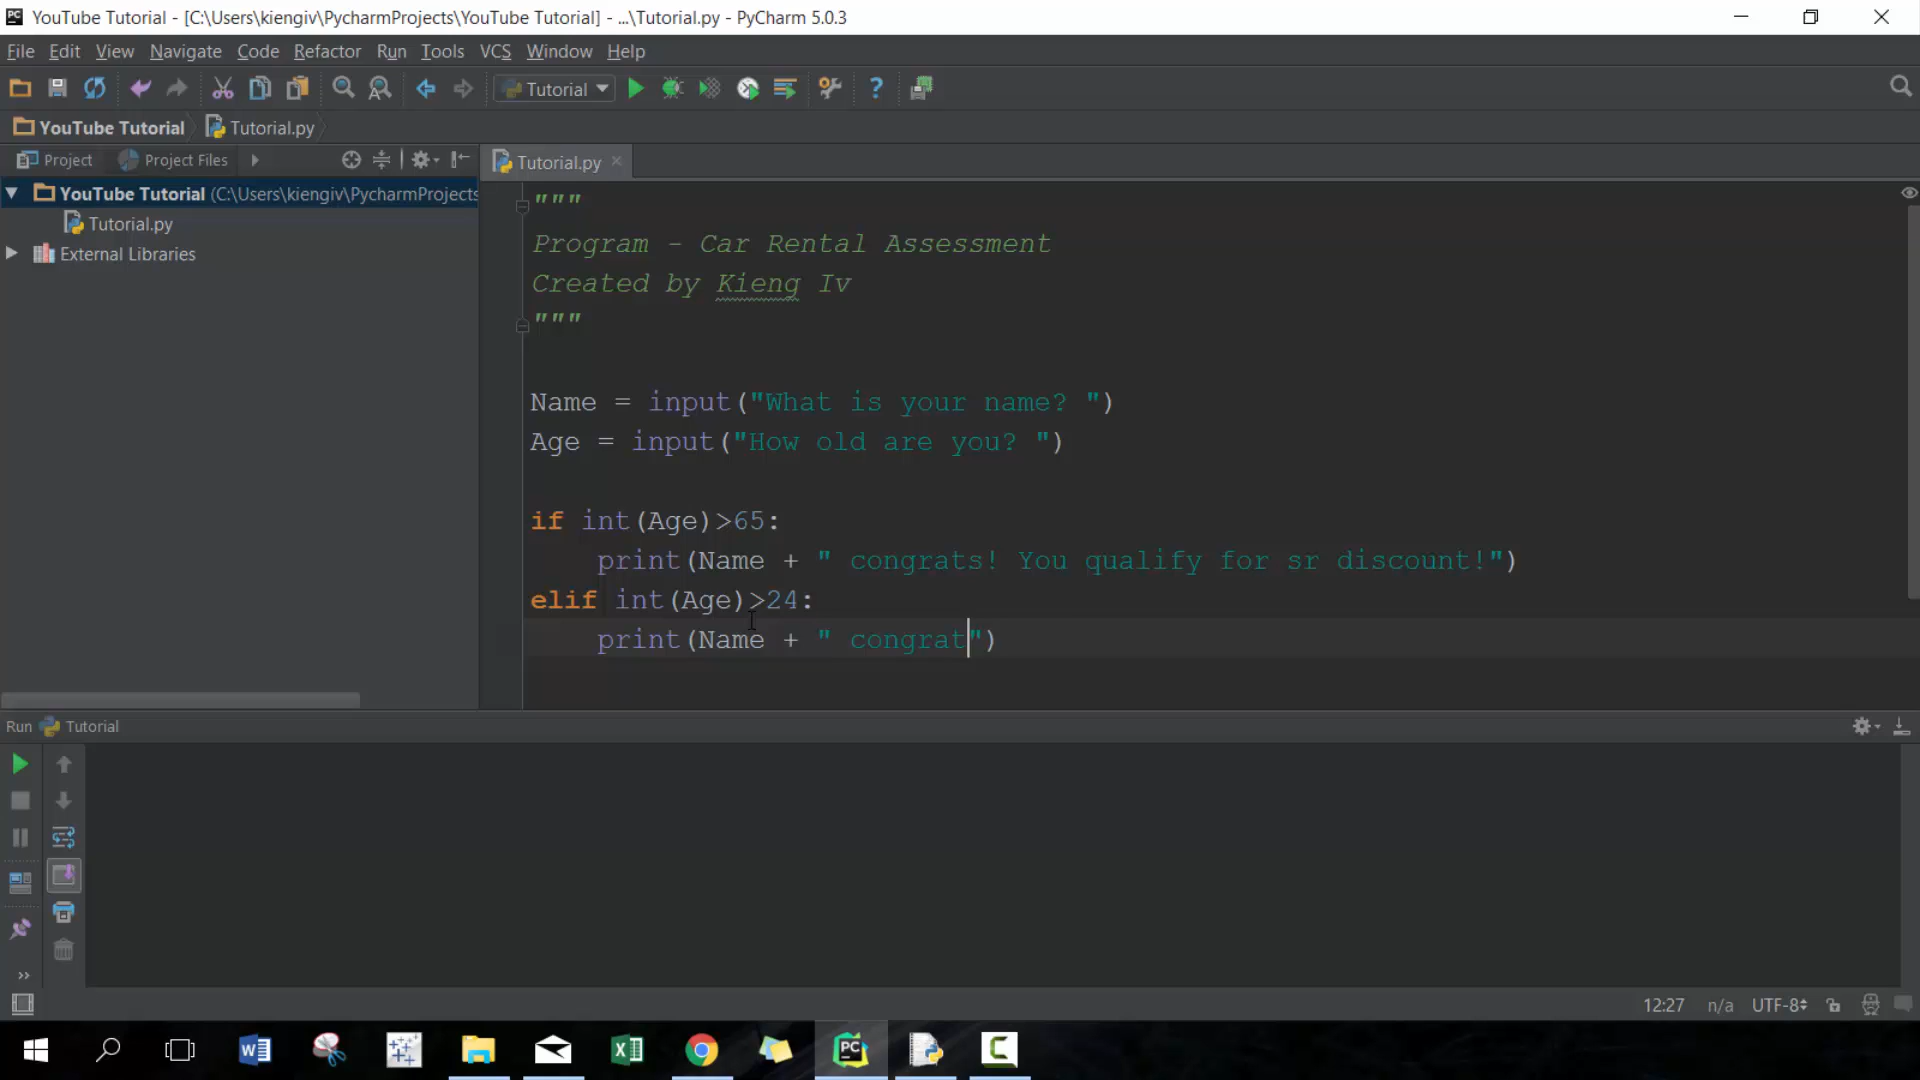 YouTube Tutorial - [C:\Users\kiengiv\PycharmProjects\YouTube Tutorial] - ...\Tutorial.py - PyCharm 5.0.3
File Edit View Navigate Code Refactor Run Tools VCS Window Help
Tutorial
YouTube Tutorial Tutorial.py
Project Project Files
Tutorial.py
YouTube Tutorial (C:\Users\kiengiv\PycharmProjects
Tutorial.py
External Libraries
"""
Program - Car Rental Assessment
Created by Kieng Iv
"""
Name = input("What is your name? ")
Age = input("How old are you? ")
if int(Age)>65:
print(Name + " congrats! You qualify for sr discount!")
elif int(Age)>24:
print(Name + " congrat")
Run Tutorial
12:27 n/a UTF-8